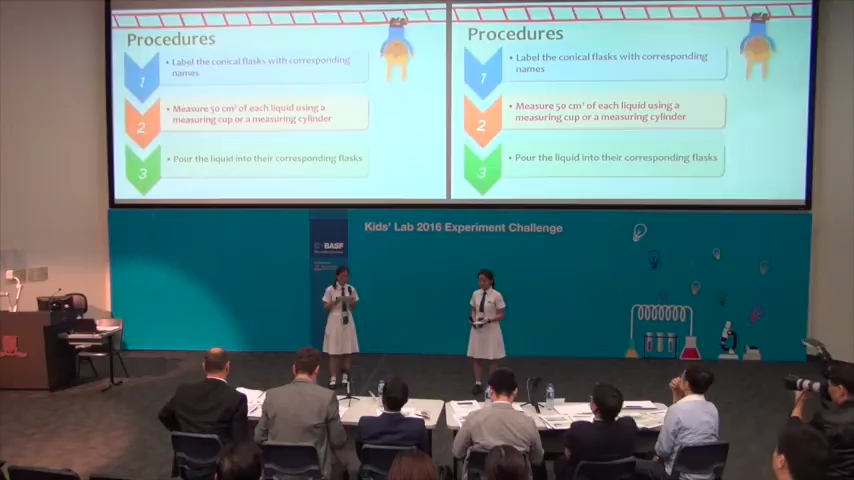 Procedures
1
• Label the conical flasks with corresponding
names
2
• Measure 50 cm³ of each liquid using a
measuring cup or a measuring cylinder
3
• Pour the liquid into their corresponding flasks
Procedures
1
• Label the conical flasks with corresponding
names
2
• Measure 50 cm³ of each liquid using a
measuring cup or a measuring cylinder
3
• Pour the liquid into their corresponding flasks
Kids' Lab 2016 Experiment Challenge
BASF